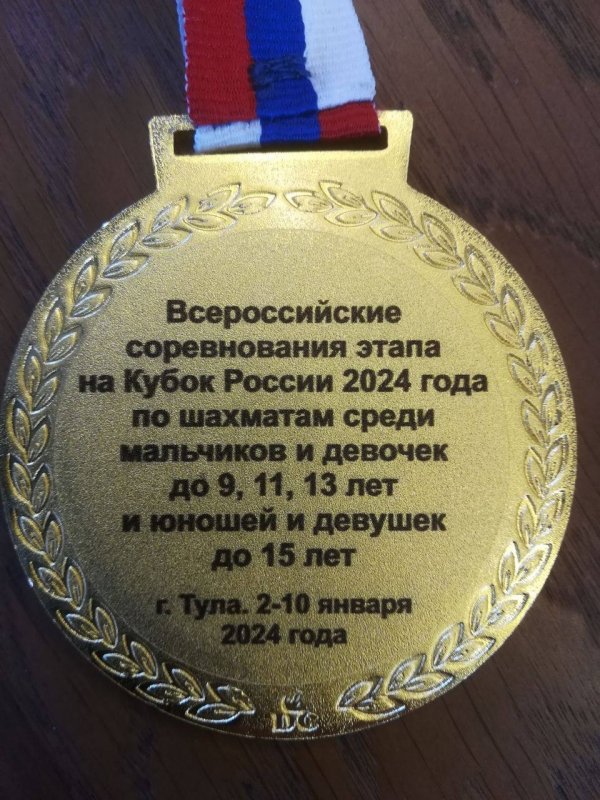 Всероссийские
соревнования этапа
на Кубок России 2024 года
по шахматам среди
мальчиков и девочек
до 9, 11, 13 лет
и юношей и девушек
до 15 лет
г. Тула. 2-10 января
2024 года